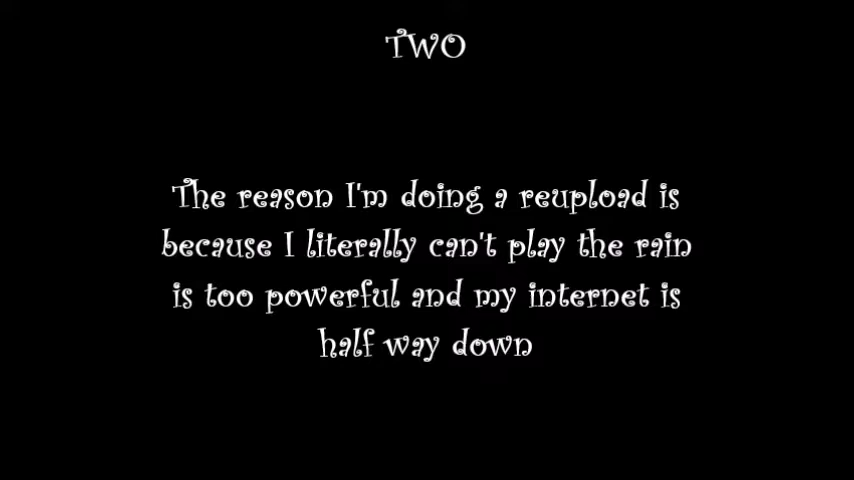 TWO
The reason I'm doing a reupload is
because I literally can't play the rain
is too powerful and my internet is
half way down